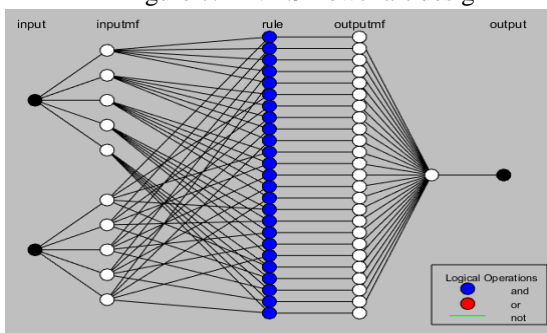 input inputmf rule outputmf output
Logical Operations
and
or
not